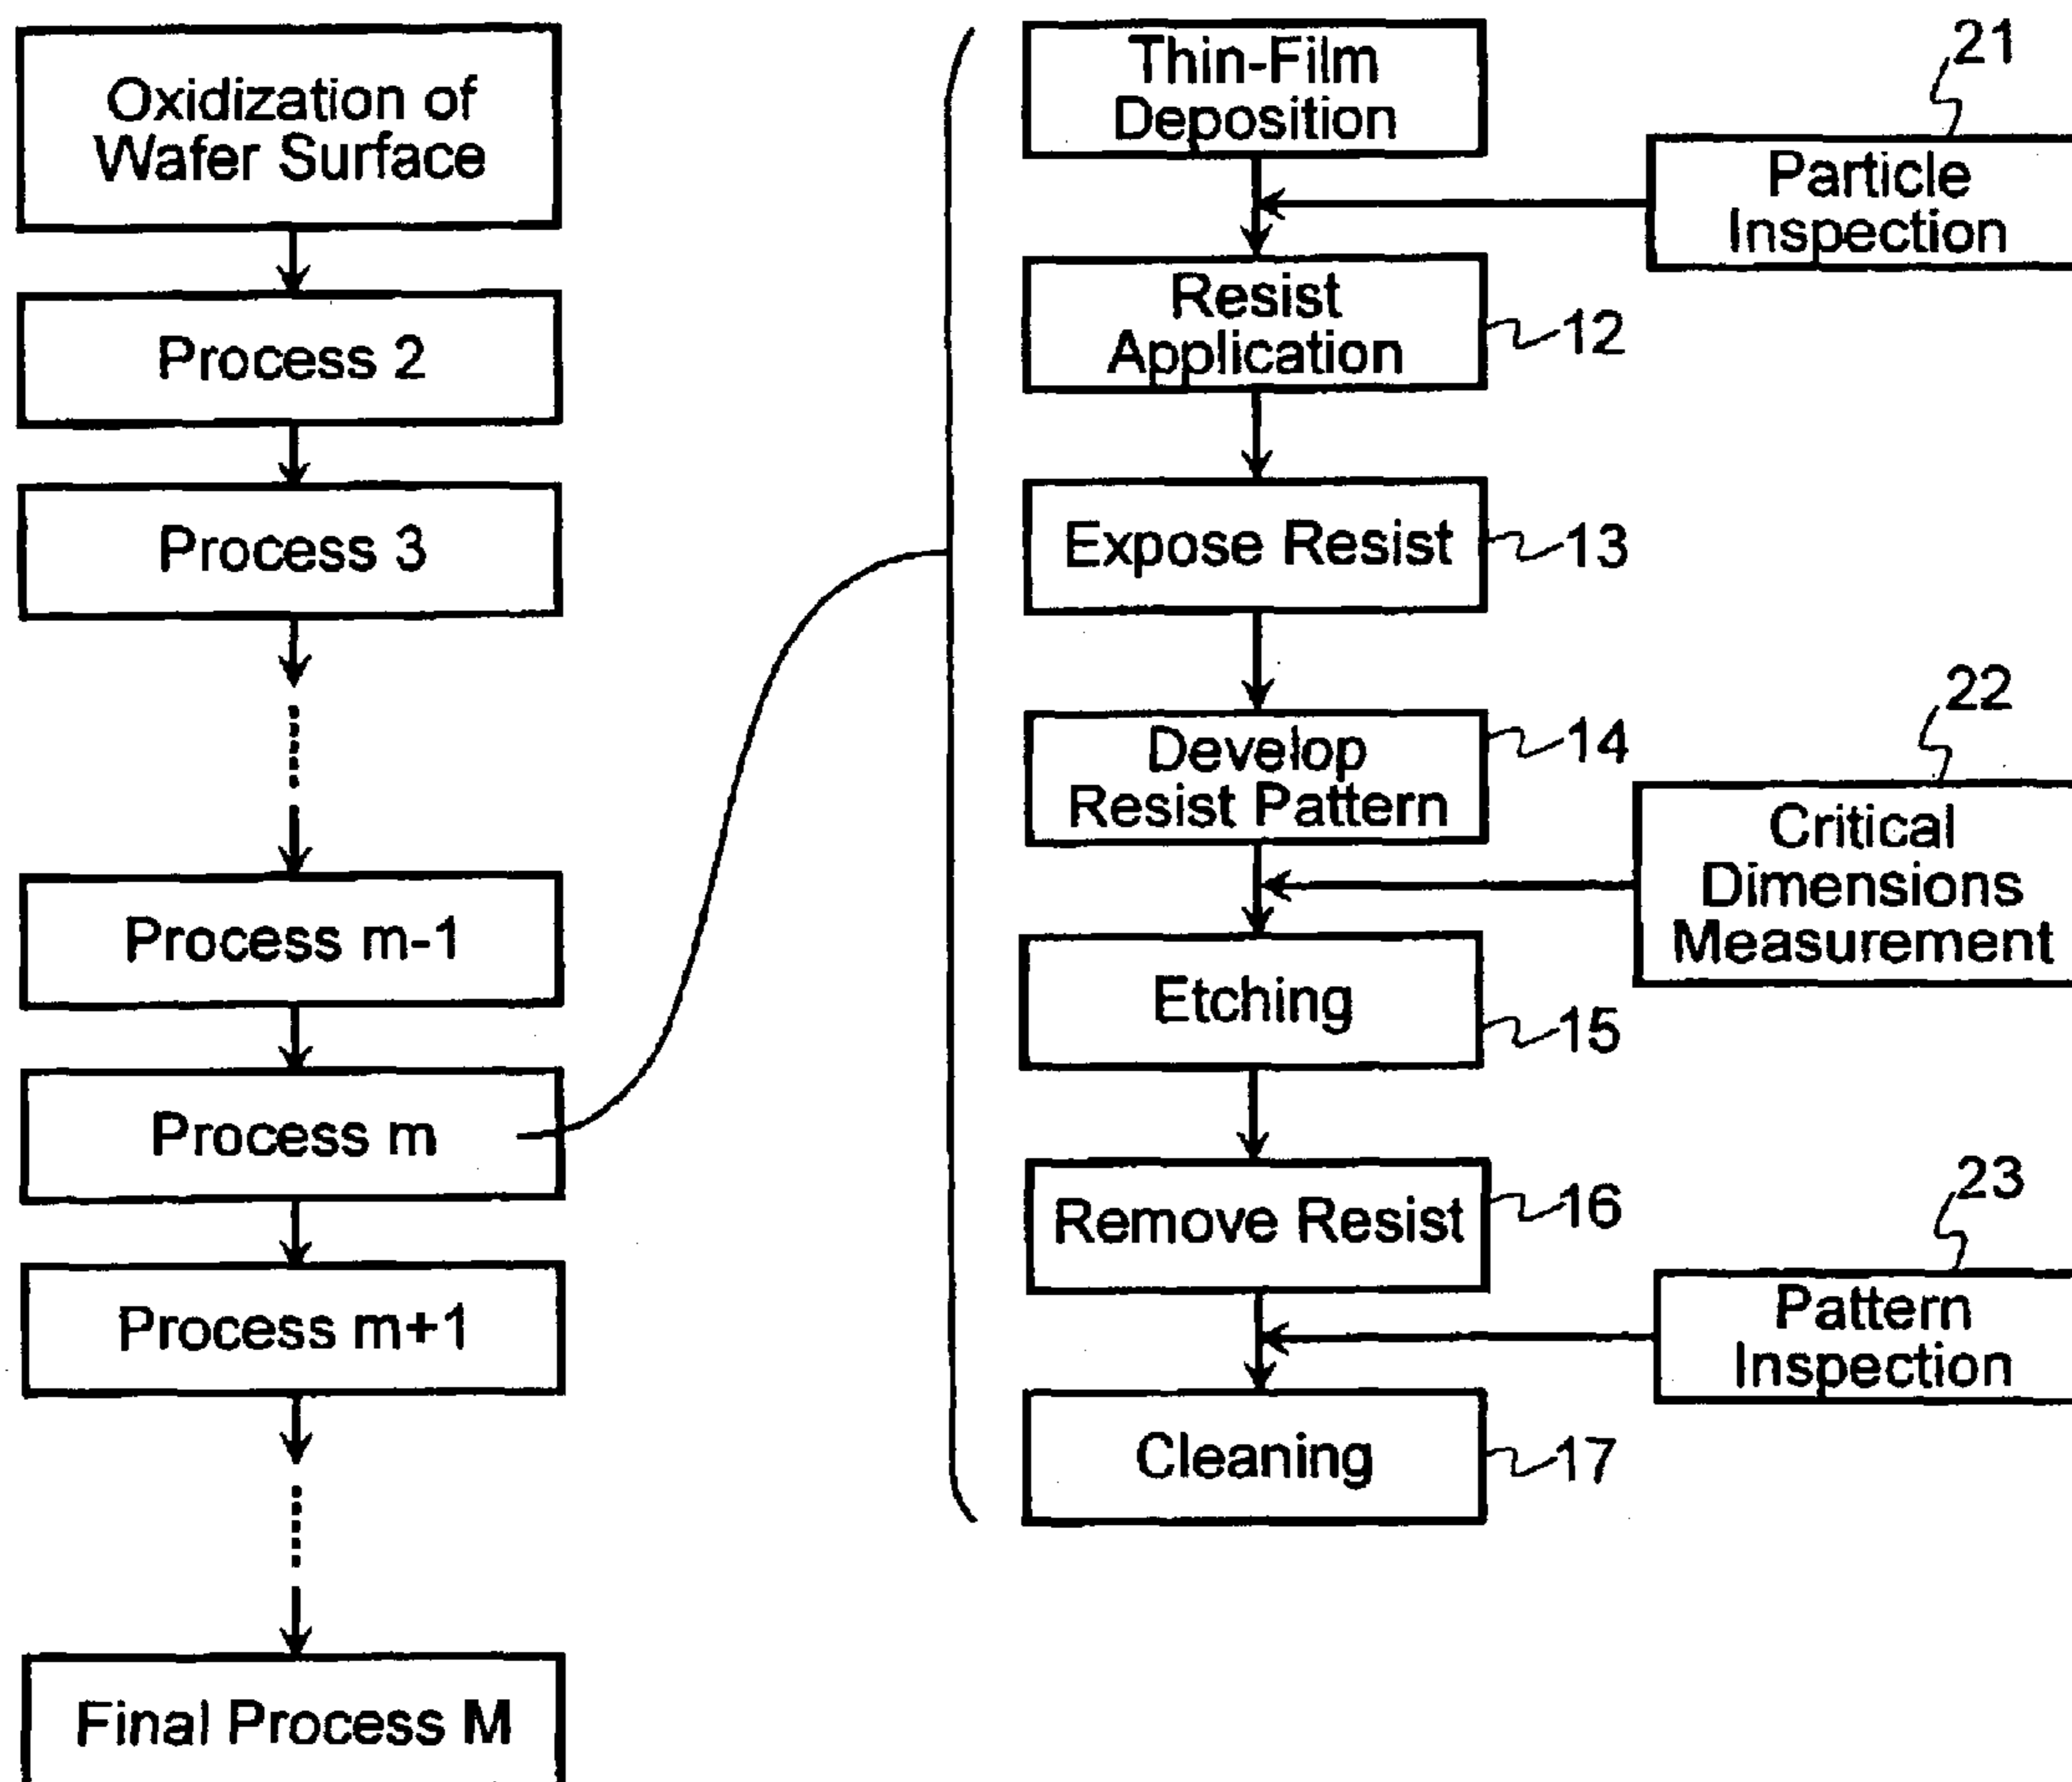 Oxidization of
Wafer Surface
Process 2
Process 3
Process m-1
Process m
Process m+1
Final Process M
Thin-Film
Deposition
21
Particle
Inspection
Resist
Application
12
Expose Resist
13
Develop
Resist Pattern
14
22
Critical
Dimensions
Measurement
Etching
15
Remove Resist
16
23
Pattern
Inspection
Cleaning
17